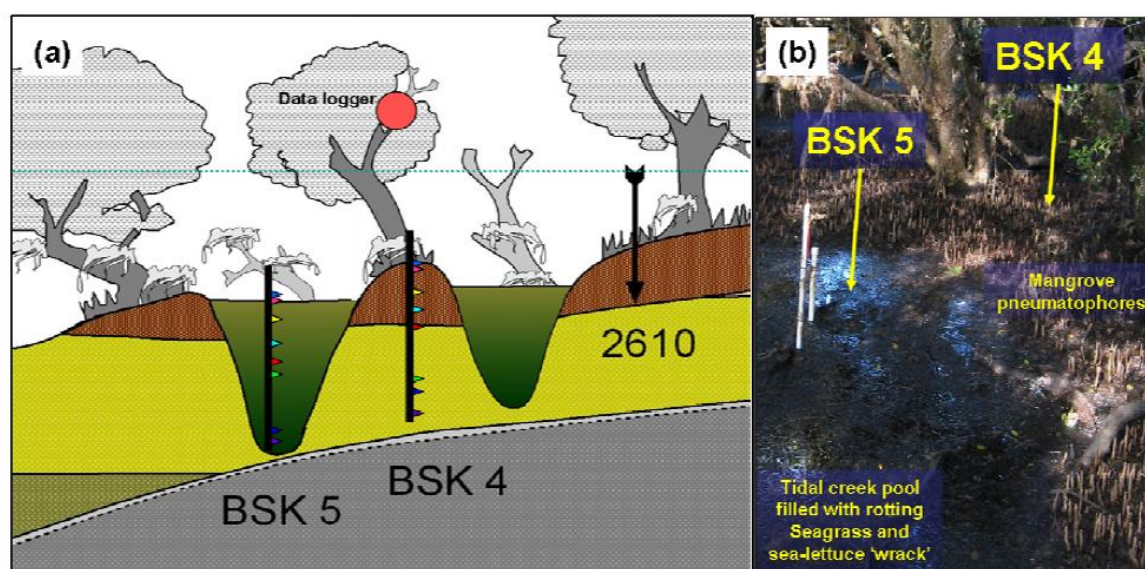 (a)
Data logger
2610
BSK 4
BSK 5
(b)
BSK 4
BSK 5
Mangrove
pneumatophores
Tidal creek pool
filled with rotting
Seagrass and
sea-lettuce 'wrack'